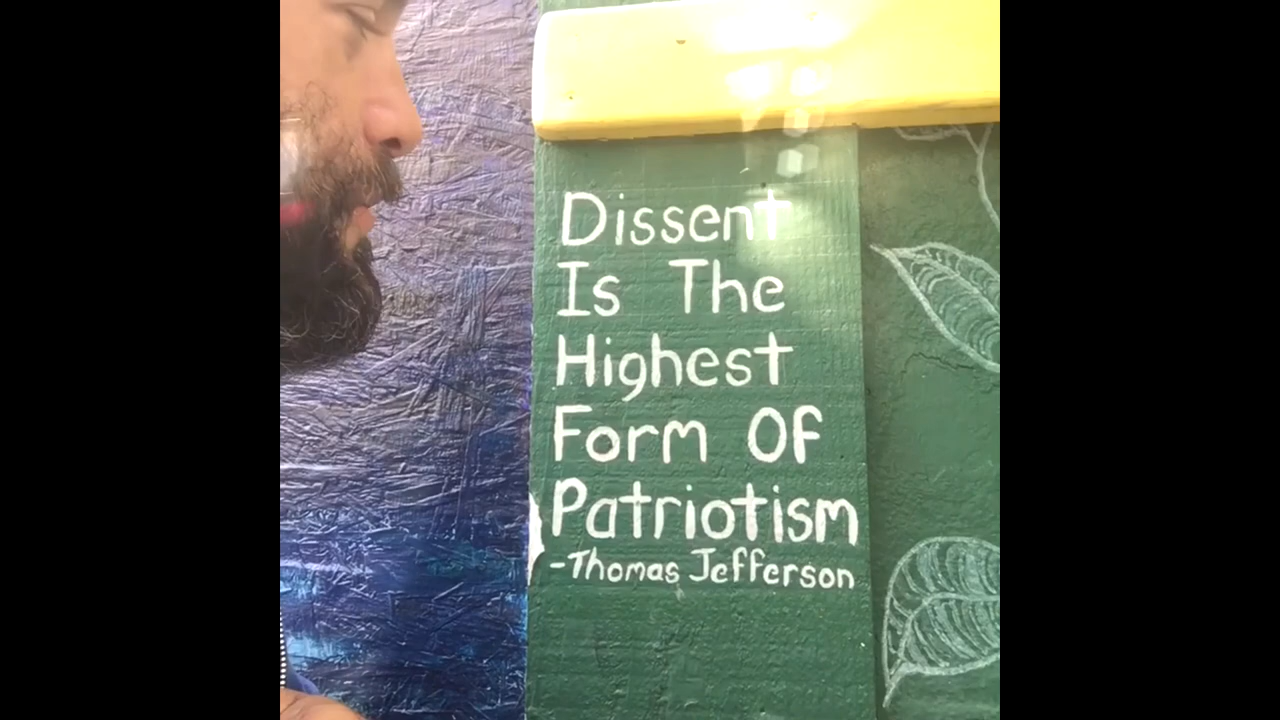 Dissent
Is The
Highest
Form Of
Patriotism
-Thomas Jefferson